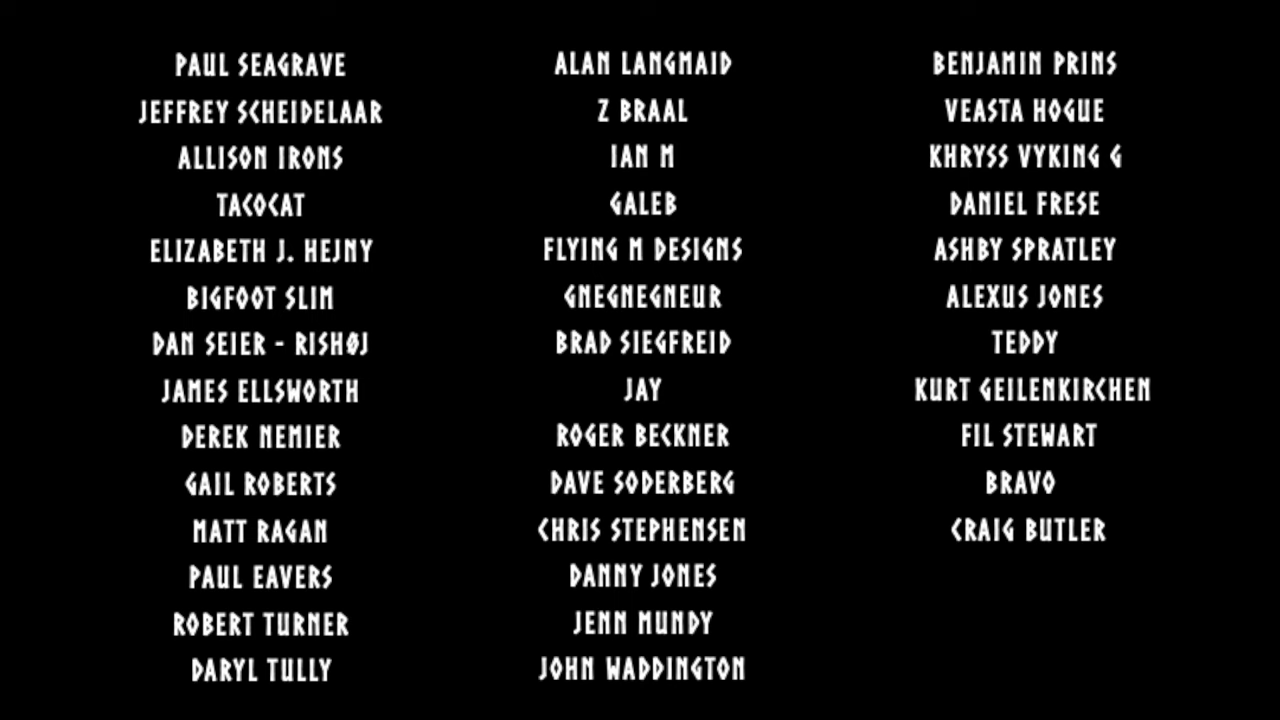 PAUL SEAGRAVE
JEFFREY SCHEIDELAAR
ALLISON IRONS
TACOCAT
ELIZABETH J. HEJNY
BIGFOOT SLIM
DAN SEIER - RISHØJ
JAMES ELLSWORTH
DEREK NEMIER
GAIL ROBERTS
MATT RAGAN
PAUL EAVERS
ROBERT TURNER
DARYL TULLY
ALAN LANGMAID
Z BRAAL
IAN M
GALEB
FLYING M DESIGNS
GNEGNEGNEUR
BRAD SIEGFREID
JAY
ROGER BECKNER
DAVE SODERBERG
CHRIS STEPHENSEN
DANNY JONES
JENN MUNDY
JOHN WADDINGTON
BENJAMIN PRINS
VEASTA HOGUE
KHRYSS VYKING G
DANIEL FRESE
ASHBY SPRATLEY
ALEXUS JONES
TEDDY
KURT GEILENKIRCHEN
FIL STEWART
BRAVO
CRAIG BUTLER